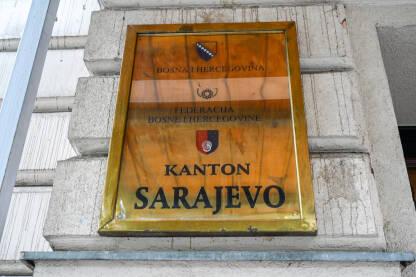 BOSNA I HERCEGOVINA
FEDERACIJA
BOSNE I HERCEGOVINE
KANTON
SARAJEVO